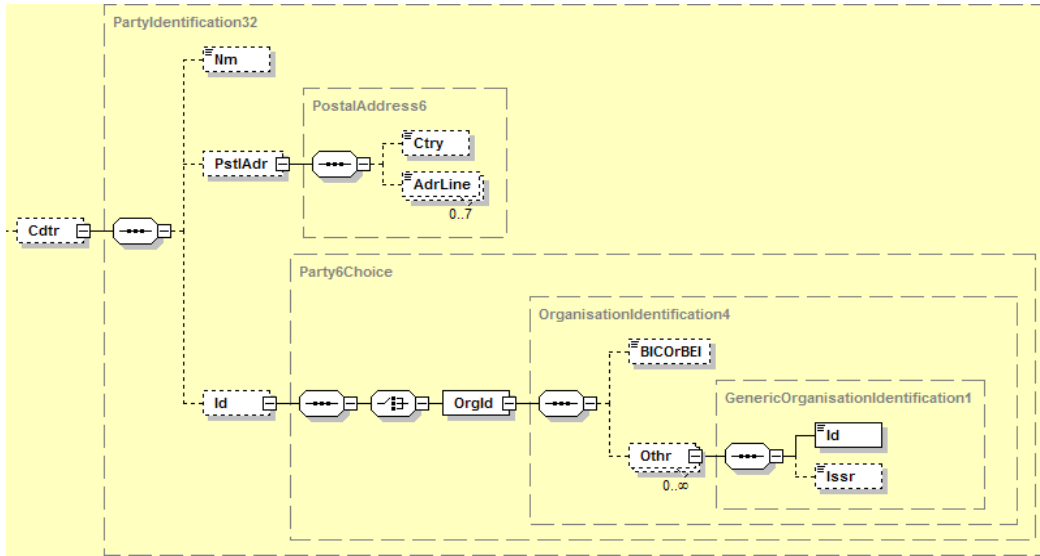 PartyIdentification32
Nm
PostalAddress6
Ctry
PstlAdr
AdrLine
0..7
Cdtr
Party6Choice
OrganisationIdentification4
BICOrBEI
GenericOrganisationIdentification1
Id
OrgId
Id
Othr
0..∞
Issr